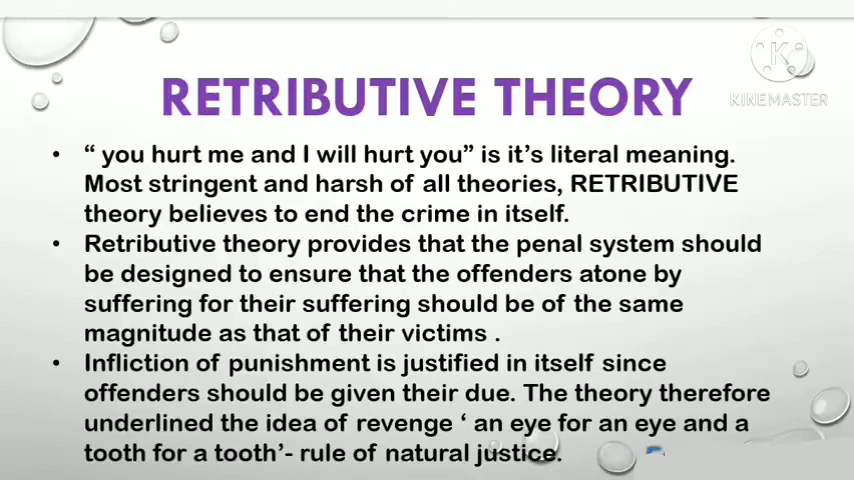 RETRIBUTIVE THEORY
KINEMASTER
• “ you hurt me and I will hurt you” is it’s literal meaning.
Most stringent and harsh of all theories, RETRIBUTIVE
theory believes to end the crime in itself.
• Retributive theory provides that the penal system should
be designed to ensure that the offenders atone by
suffering for their suffering should be of the same
magnitude as that of their victims .
• Infliction of punishment is justified in itself since
offenders should be given their due. The theory therefore
underlined the idea of revenge ‘ an eye for an eye and a
tooth for a tooth’- rule of natural justice.